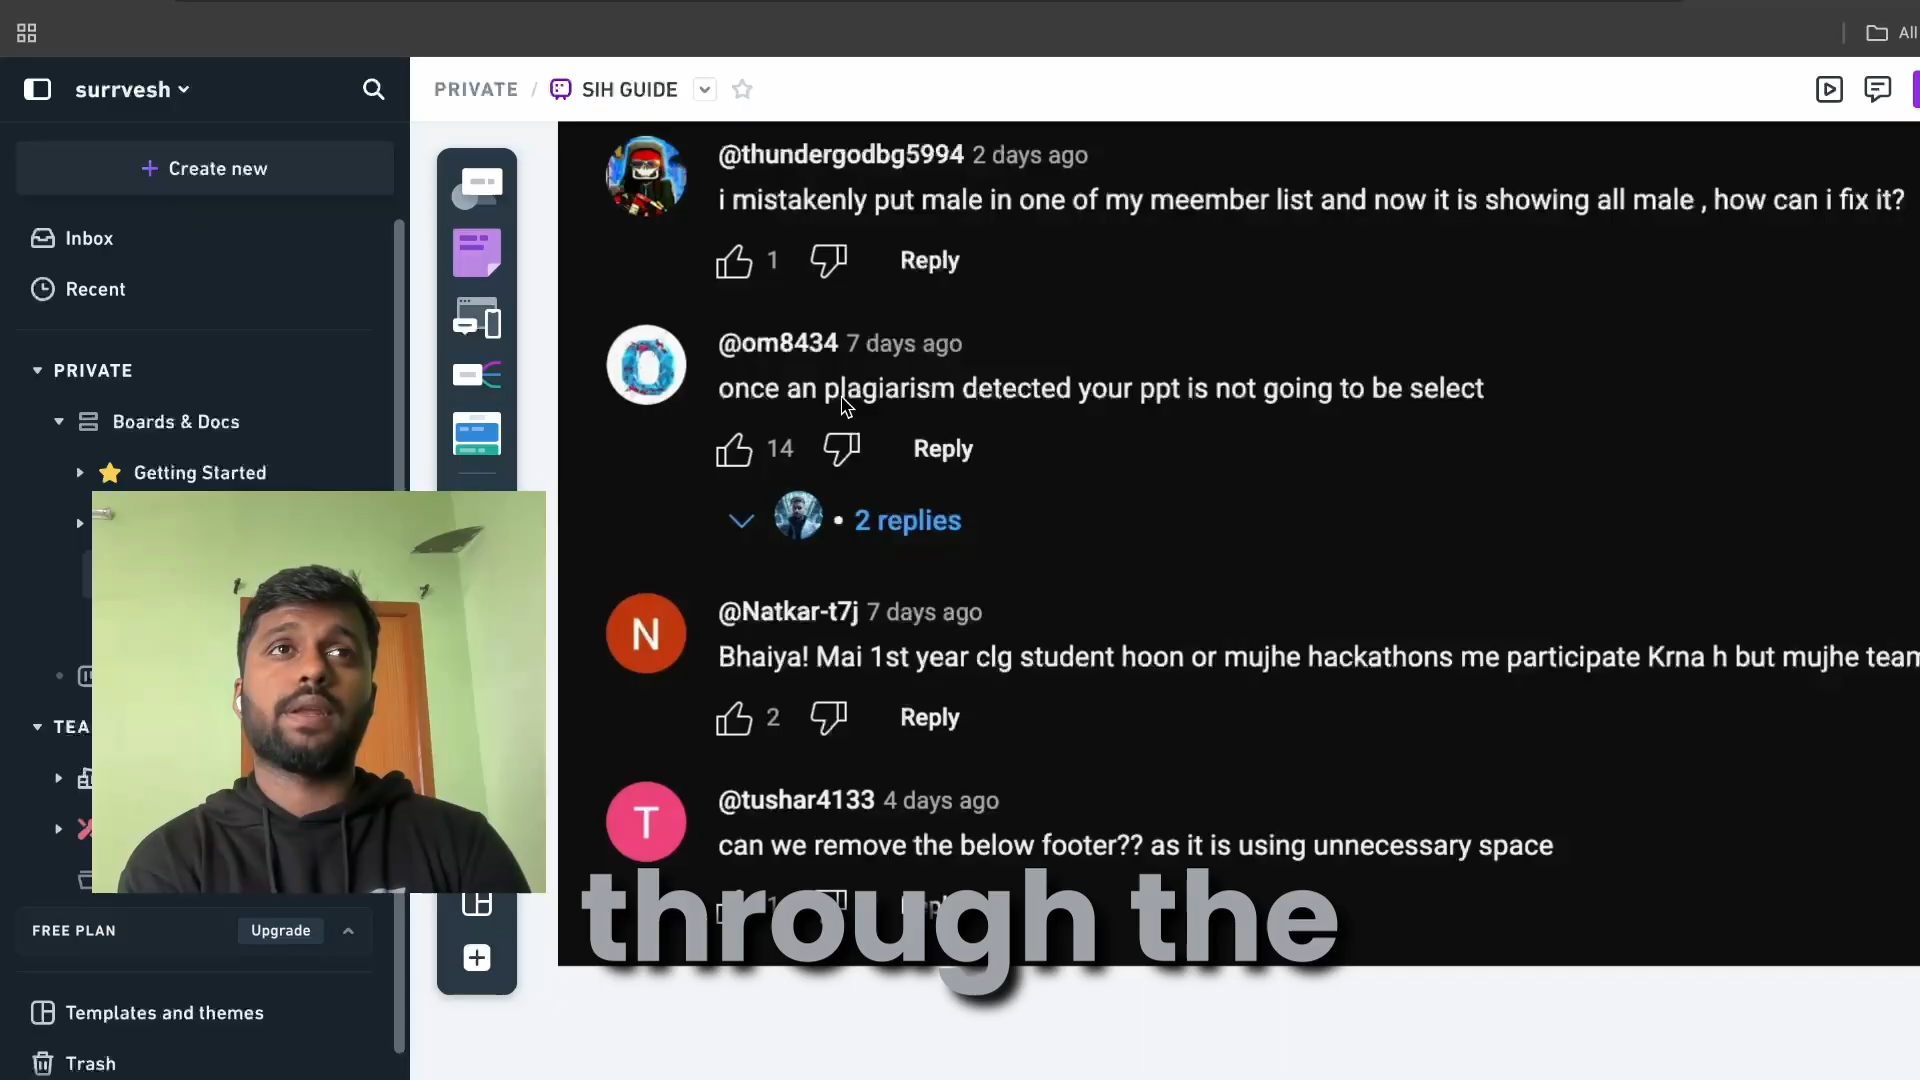 All
surrvesh
PRIVATE / SIH GUIDE
+ Create new
Inbox
Recent
PRIVATE
Boards & Docs
Getting Started
TEA
FREE PLAN
Upgrade
Templates and themes
Trash
@thundergodbg5994 2 days ago
i mistakenly put male in one of my meember list and now it is showing all male , how can i fix it?
1 Reply
@om8434 7 days ago
once an plagiarism detected your ppt is not going to be select
14 Reply
• 2 replies
N
@Natkar-t7j 7 days ago
Bhaiya! Mai 1st year clg student hoon or mujhe hackathons me participate Krna h but mujhe team
2 Reply
T
@tushar4133 4 days ago
can we remove the below footer?? as it is using unnecessary space
through the